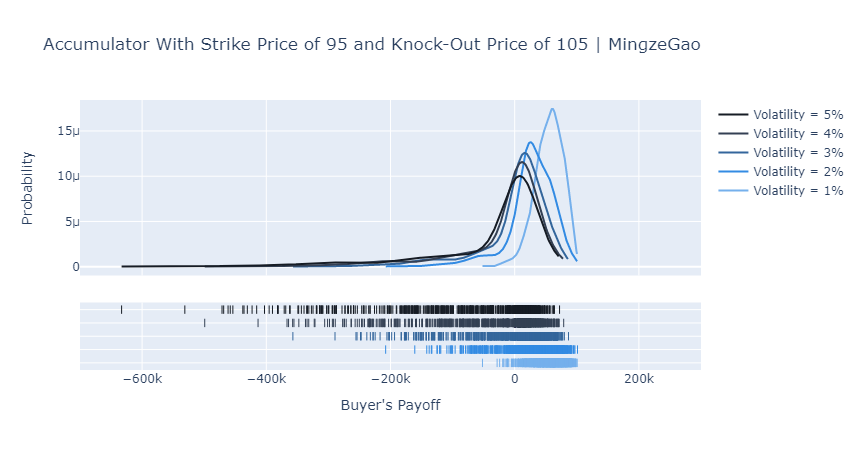 Accumulator With Strike Price of 95 and Knock-Out Price of 105 | MingzeGao
Probability
15μ
10μ
5μ
0
Volatility = 5%
Volatility = 4%
Volatility = 3%
Volatility = 2%
Volatility = 1%
−600k −400k −200k 0 200k
Buyer's Payoff